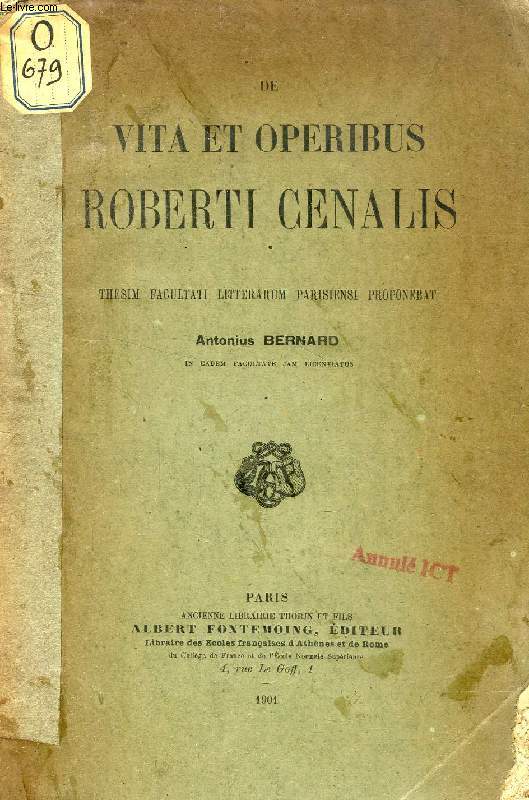 Le-livre.com
O
679
DE
VITA ET OPERIBUS
ROBERTI CENALIS
THESIM FACULTATI LITTERARUM PARISIENSI PROPONEBAT
Antonius BERNARD
IN EADEM FACULTATE JAM LICENTIATUS
Annulé ICT
PARIS
ANCIENNE LIBRAIRIE THORIN ET FILS
ALBERT FONTEMOING, ÉDITEUR
Libraire des Ecoles françaises d'Athènes et de Rome
du Collège de France et de l'École Normale Supérieure
4, rue Le Goff, 4
1901